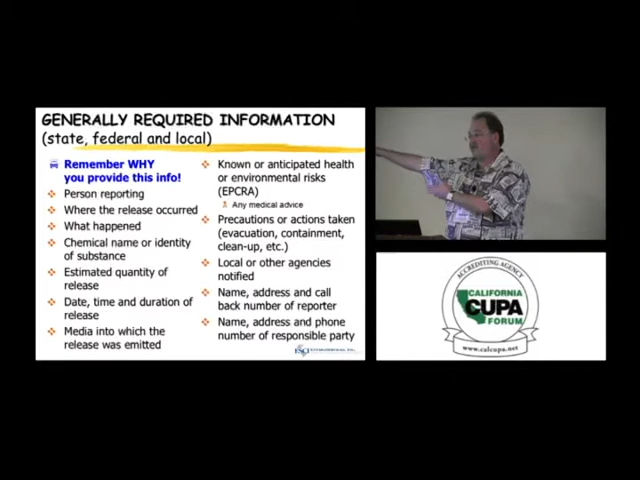 GENERALLY REQUIRED INFORMATION
(state, federal and local)
Remember WHY
you provide this info!
Person reporting
Where the release occurred
What happened
Chemical name or identity
of substance
Estimated quantity of
release
Date, time and duration of
release
Media into which the
release was emitted
Known or anticipated health
or environmental risks
(EPCRA)
Any medical advice
Precautions or actions taken
(evacuation, containment,
clean-up, etc.)
Local or other agencies
notified
Name, address and call
back number of reporter
Name, address and phone
number of responsible party
ACCREDITING AGENCY
CALIFORNIA
CUPA
FORUM
www.calcupa.net